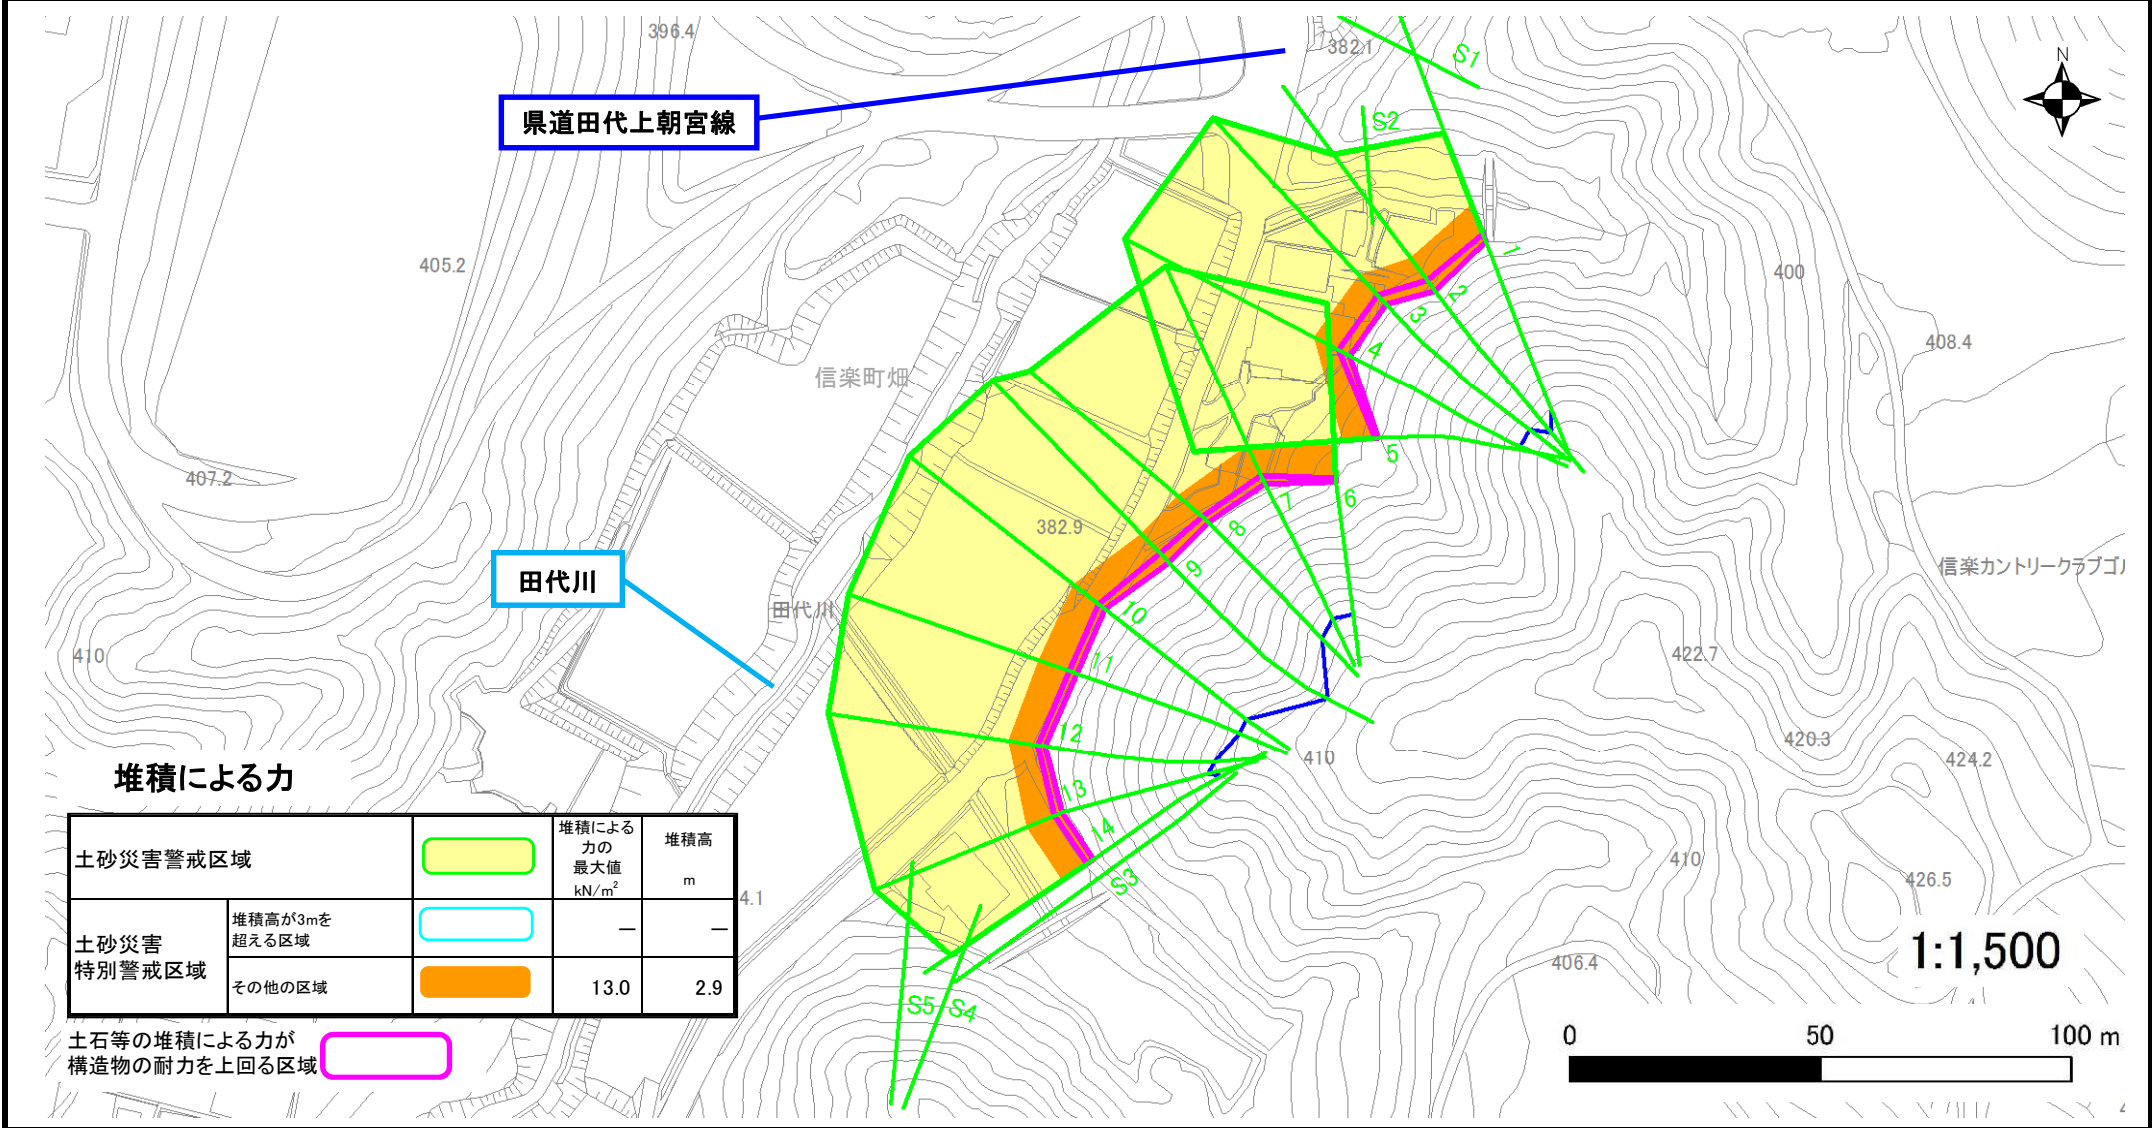 396.4
382.1
S1
N
県道田代上朝宮線
S2
405.2
1
400
2
3
408.4
4
信楽町畑
5
407.2
6
7
8
382.9
9
信楽カントリークラブゴル
田代川
田代川
10
410
11
422.7
12
420.3
410
424.2
13
14
410
S3
426.5
4.1
406.4
S5
S4
堆積による力
土砂災害警戒区域
堆積による
力の
最大値
kN/m²
堆積高
m
土砂災害
特別警戒区域
堆積高が3mを
超える区域
－
－
その他の区域
13.0
2.9
土石等の堆積による力が
構造物の耐力を上回る区域
1:1,500
0
50
100 m